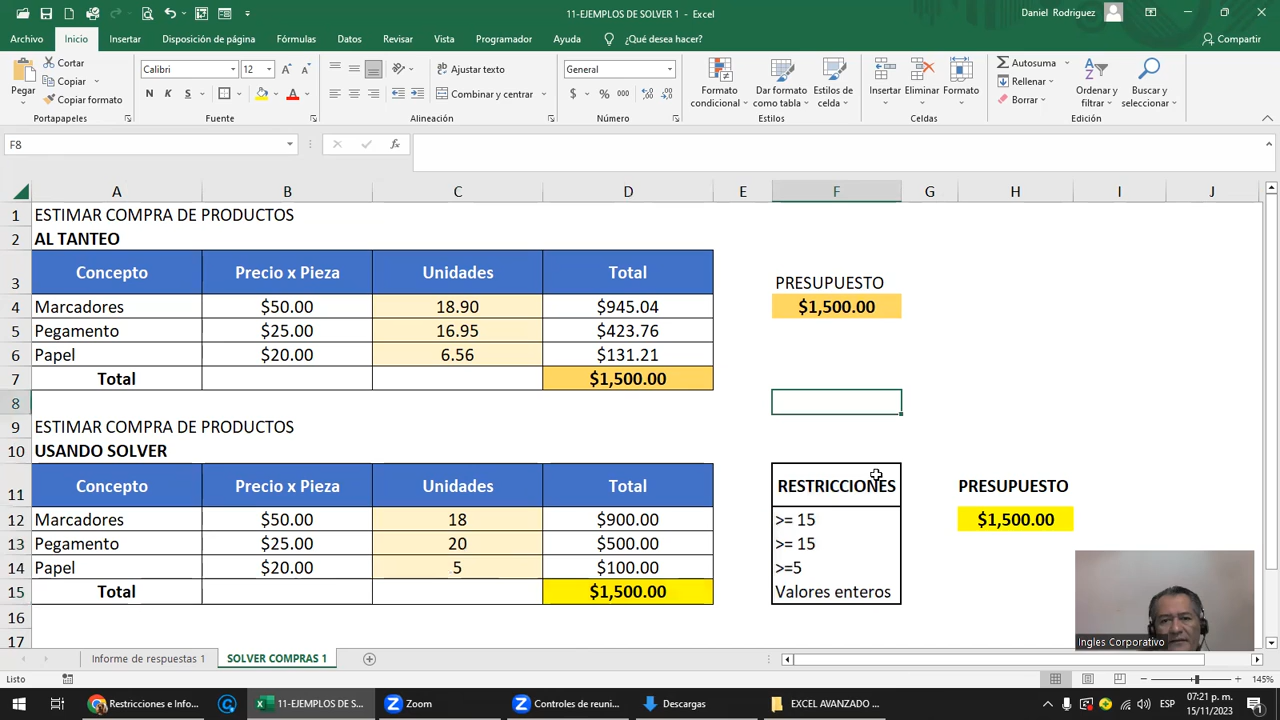 11-EJEMPLOS DE SOLVER 1 - Excel
Daniel Rodriguez
Archivo Inicio Insertar Disposición de página Fórmulas Datos Revisar Vista Programador Ayuda ¿Qué desea hacer? Compartir
Pegar
Cortar
Copiar
Copiar formato
Portapapeles
Calibri 12
N K S
Fuente
Ajustar texto
Combinar y centrar
Alineación
General
$ % 000
Número
Formato condicional
Dar formato como tabla
Estilos de celda
Estilos
Insertar Eliminar Formato
Celdas
Autosuma
Rellenar
Borrar
Ordenar y filtrar
Buscar y seleccionar
Edición
F8
fx
A B C D E F G H I J
1 ESTIMAR COMPRA DE PRODUCTOS
2 AL TANTEO
3 Concepto Precio x Pieza Unidades Total PRESUPUESTO
4 Marcadores $50.00 18.90 $945.04 $1,500.00
5 Pegamento $25.00 16.95 $423.76
6 Papel $20.00 6.56 $131.21
7 Total $1,500.00
8
9 ESTIMAR COMPRA DE PRODUCTOS
10 USANDO SOLVER
11 Concepto Precio x Pieza Unidades Total RESTRICCIONES PRESUPUESTO
12 Marcadores $50.00 18 $900.00 >= 15 $1,500.00
13 Pegamento $25.00 20 $500.00 >= 15
14 Papel $20.00 5 $100.00 >=5
15 Total $1,500.00 Valores enteros
16
17
Ingles Corporativo
Informe de respuestas 1 SOLVER COMPRAS 1
Listo 145%
Restricciones e Info... 11-EJEMPLOS DE S... Zoom Controles de reuni... Descargas EXCEL AVANZADO ... ESP 07:21 p. m.
15/11/2023